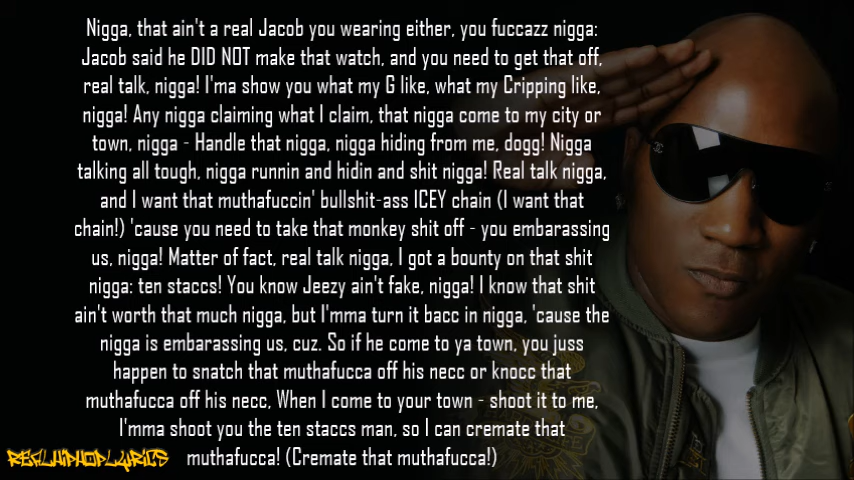 Nigga, that ain't a real Jacob you wearing either, you fuccazz nigga:
Jacob said he DID NOT make that watch, and you need to get that off,
real talk, nigga! I'ma show you what my G like, what my Cripping like,
nigga! Any nigga claiming what I claim, that nigga come to my city or
town, nigga - Handle that nigga, nigga hiding from me, dogg! Nigga
talking all tough, nigga runnin and hidin and shit nigga! Real talk nigga,
and I want that muthafuccin' bullshit-ass ICEY chain (I want that
chain!) 'cause you need to take that monkey shit off - you embarassing
us, nigga! Matter of fact, real talk nigga, I got a bounty on that shit
nigga: ten staccs! You know Jeezy ain't fake, nigga! I know that shit
ain't worth that much nigga, but I'mma turn it bacc in nigga, 'cause the
nigga is embarassing us, cuz. So if he come to ya town, you juss
happen to snatch that muthafucca off his necc or knocc that
muthafucca off his necc, When I come to your town - shoot it to me,
I'mma shoot you the ten staccs man, so I can cremate that
muthafucca! (Cremate that muthafucca!)
REALHIPHOPLYRICS